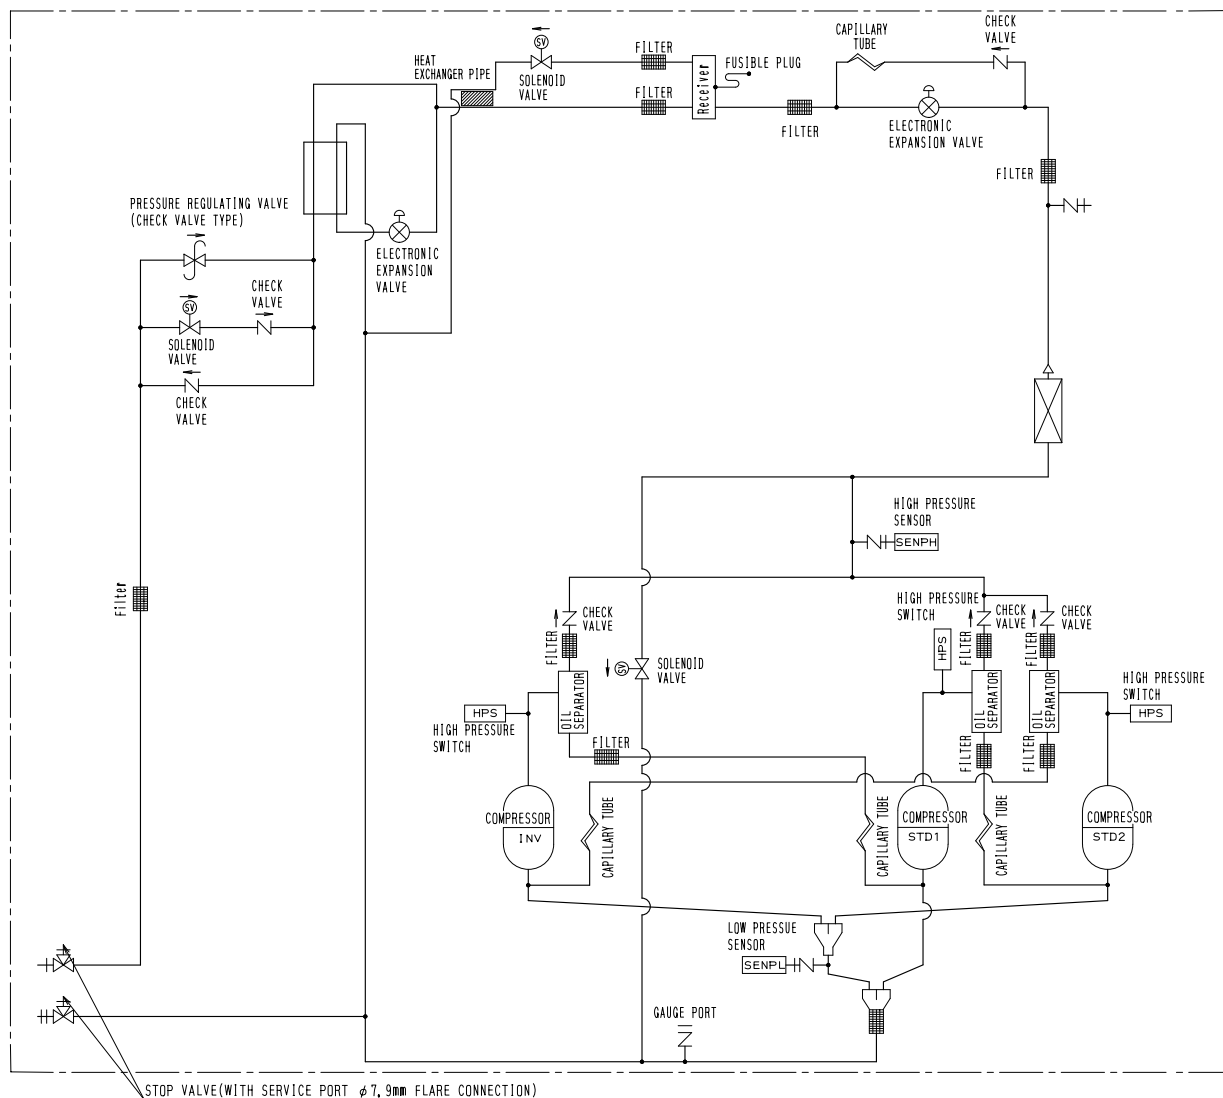 CAPILLARY
TUBE
CHECK
VALVE
SV
FILTER
HEAT
EXCHANGER PIPE
SOLENOID
VALVE
FUSIBLE PLUG
Receiver
FILTER
FILTER
ELECTRONIC
EXPANSION VALVE
FILTER
PRESSURE REGULATING VALVE
(CHECK VALVE TYPE)
ELECTRONIC
EXPANSION
VALVE
CHECK
VALVE
SV
SOLENOID
VALVE
CHECK
VALVE
HIGH PRESSURE
SENSOR
SENPH
Filter
HIGH PRESSURE
SWITCH
CHECK
VALVE
CHECK
VALVE
CHECK
VALVE
FILTER
FILTER
FILTER
HPS
SV
SOLENOID
VALVE
OIL
SEPARATOR
OIL
SEPARATOR
OIL
SEPARATOR
HIGH PRESSURE
SWITCH
HPS
HPS
HIGH PRESSURE
SWITCH
FILTER
FILTER
FILTER
COMPRESSOR
INV
CAPILLARY TUBE
CAPILLARY TUBE
COMPRESSOR
STD1
CAPILLARY TUBE
COMPRESSOR
STD2
LOW PRESSUE
SENSOR
SENPL
GAUGE PORT
STOP VALVE(WITH SERVICE PORT φ7,9mm FLARE CONNECTION)